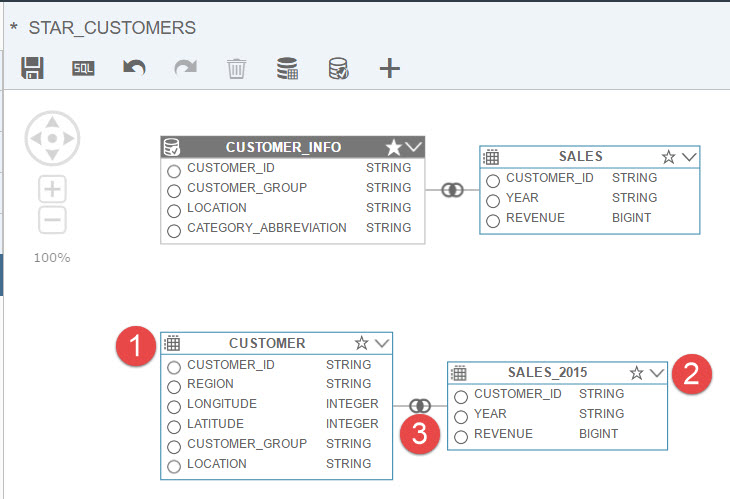 * STAR_CUSTOMERS
SQL
CUSTOMER_INFO
CUSTOMER_ID STRING
CUSTOMER_GROUP STRING
LOCATION STRING
CATEGORY_ABBREVIATION STRING
SALES
CUSTOMER_ID STRING
YEAR STRING
REVENUE BIGINT
100%
1
CUSTOMER
CUSTOMER_ID STRING
REGION STRING
LONGITUDE INTEGER
LATITUDE INTEGER
CUSTOMER_GROUP STRING
LOCATION STRING
SALES_2015
2
CUSTOMER_ID STRING
YEAR STRING
REVENUE BIGINT
3